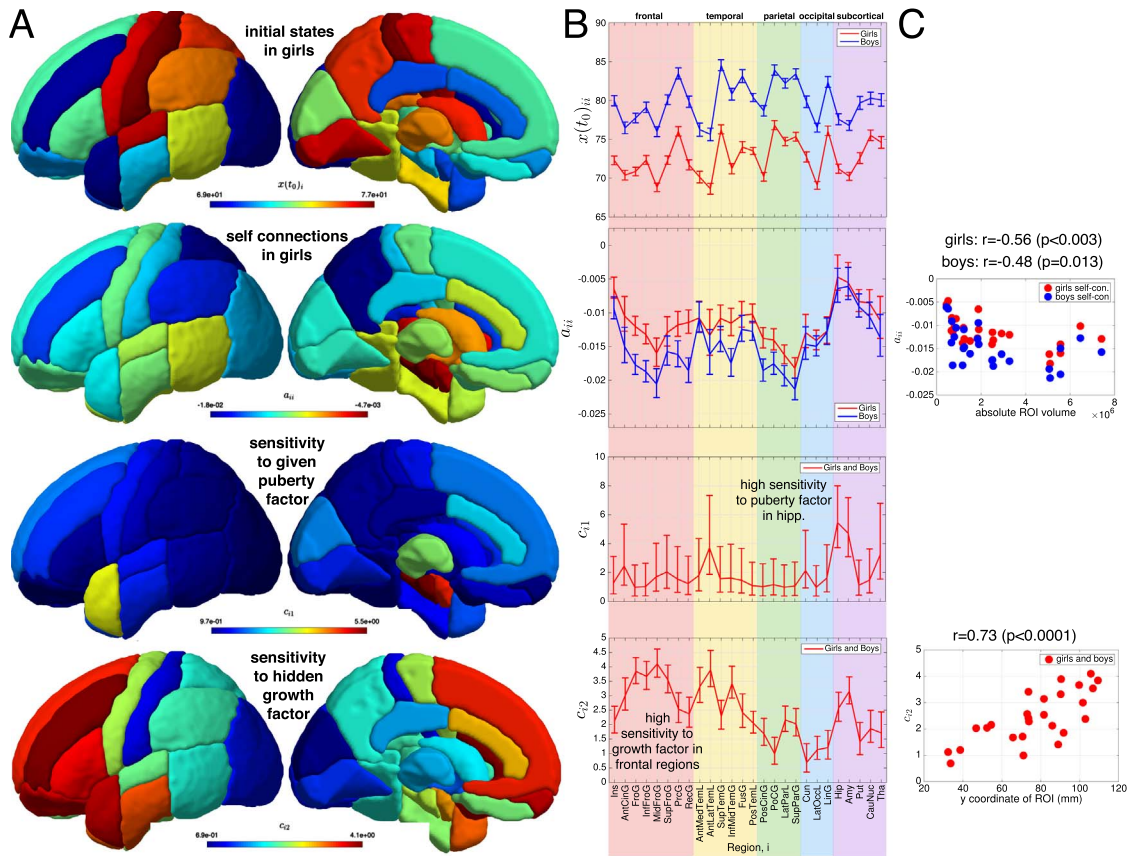 A
initial states
in girls
x(t₀)ᵢ
6.9e+01
7.7e+01
self connections
in girls
aᵢᵢ
-1.8e-02
-4.7e-03
sensitivity
to given
puberty
factor
cᵢ₁
9.7e-01
5.5e+00
sensitivity
to hidden
growth
factor
cᵢ₂
6.9e-01
4.1e+00
B
frontal temporal parietal occipital subcortical
90
85
80
75
70
65
x(t₀)ᵢᵢ
Girls
Boys
0
-0.005
-0.01
-0.015
-0.02
-0.025
aᵢᵢ
Girls
Boys
10
8
6
4
2
0
cᵢ₁
Girls and Boys
high sensitivity
to puberty factor
in hipp.
5
4.5
4
3.5
3
2.5
2
1.5
1
0.5
0
cᵢ₂
Girls and Boys
high
sensitivity to
growth factor in
frontal regions
Ins
AntCinG
FroG
InfFroG
MidFroG
SupFroG
PrcG
RecG
AntMedTemL
AntLatTemL
SupTemG
InfMidTemG
FusG
PosTemL
PosCinG
PoCG
LatParL
SupParG
Cun
LatOccL
LinG
Hip
Amy
Put
CauNuc
Tha
Region, i
C
girls: r=-0.56 (p<0.003)
boys: r=-0.48 (p=0.013)
0
-0.005
-0.01
-0.015
-0.02
-0.025
aᵢᵢ
girls self-con.
boys self-con
0 2 4 6 8
absolute ROI volume ×10⁶
r=0.73 (p<0.0001)
5
4
3
2
1
0
cᵢ₂
girls and boys
20 40 60 80 100 120
y coordinate of ROI (mm)